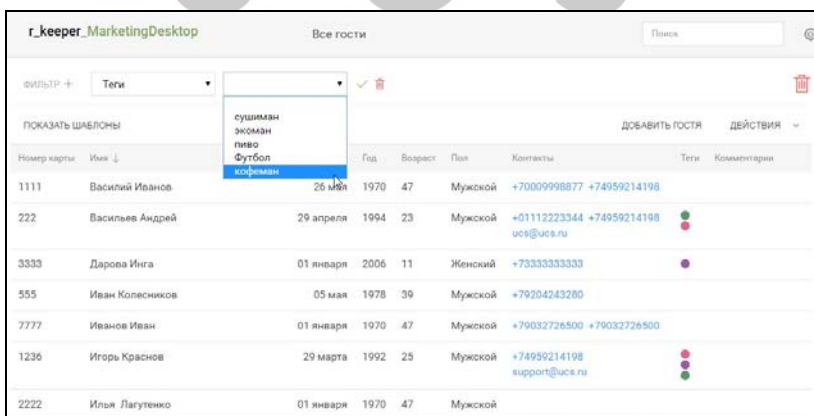 r_keeper_MarketingDesktop Все гости Поиск
ФИЛЬТР + Теги
ПОКАЗАТЬ ШАБЛОНЫ ДОБАВИТЬ ГОСТЯ ДЕЙСТВИЯ
сушиман
экоман
пиво
Футбол
кофеман
Номер карты Имя ↓ Год Возраст Пол Контакты Теги Комментарии
1111 Василий Иванов 26 мая 1970 47 Мужской +70009998877 +74959214198
222 Васильев Андрей 29 апреля 1994 23 Мужской +01112223344 +74959214198
ucs@ucs.ru
3333 Дарова Инга 01 января 2006 11 Женский +73333333333
555 Иван Колесников 05 мая 1978 39 Мужской +79204243280
7777 Иванов Иван 01 января 1970 47 Мужской +79032726500 +79032726500
1236 Игорь Краснов 29 марта 1992 25 Мужской +74959214198
support@ucs.ru
2222 Илья Лагутенко 01 января 1970 47 Мужской